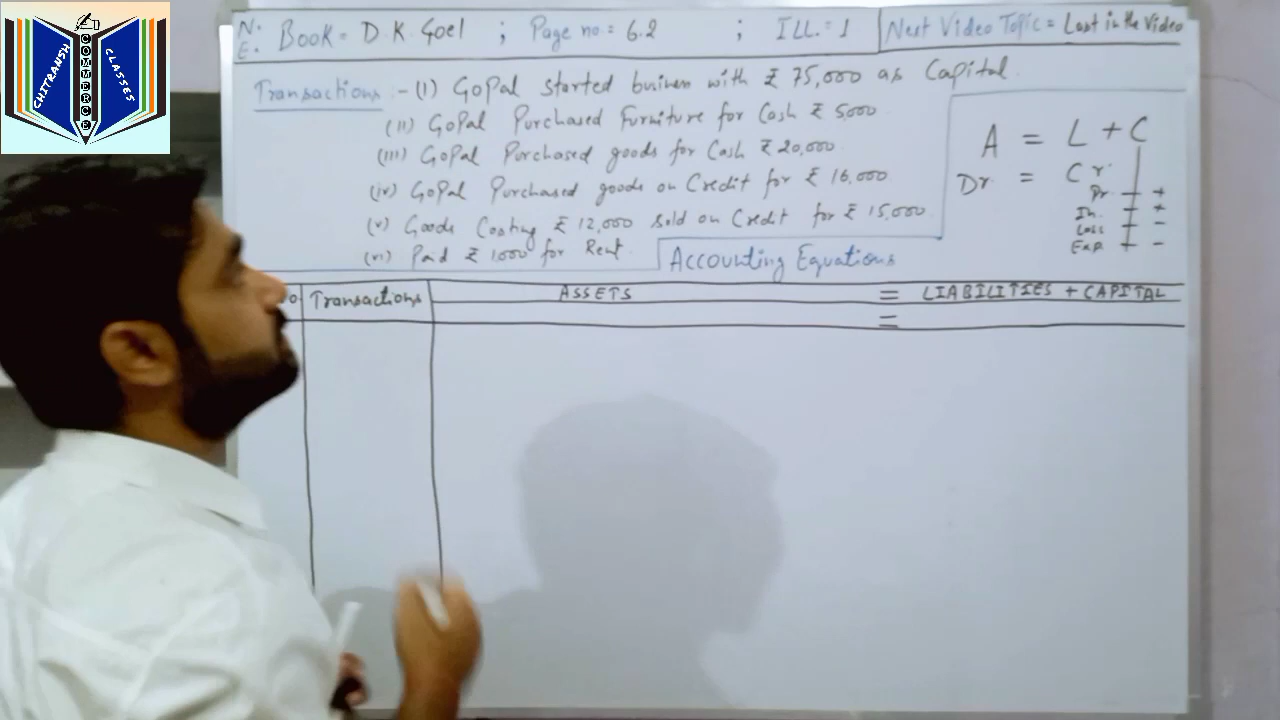 CHITRANSH COMMERCE CLASSES
N.
E. Book = D.K. Goel ; Page no. = 6.2 ; ILL. = 1 Next Video Topic = Last in the Video
Transactions :- (I) Gopal started business with ₹ 75,000 as Capital.
(II) Gopal Purchased Furniture for Cash ₹ 5,000
(III) Gopal Purchased goods for Cash ₹ 20,000.
(iv) Gopal Purchased goods on Credit for ₹ 16,000
(v) Goods Costing ₹ 12,000 sold on Credit for ₹ 15,000
(vi) Paid ₹ 1000 for Rent.
A = L + C
Dr = Cr
Pr. +
In. +
Loss -
Exp. -
Accounting Equations
No Transactions ASSETS = LIABILITIES + CAPITAL
=